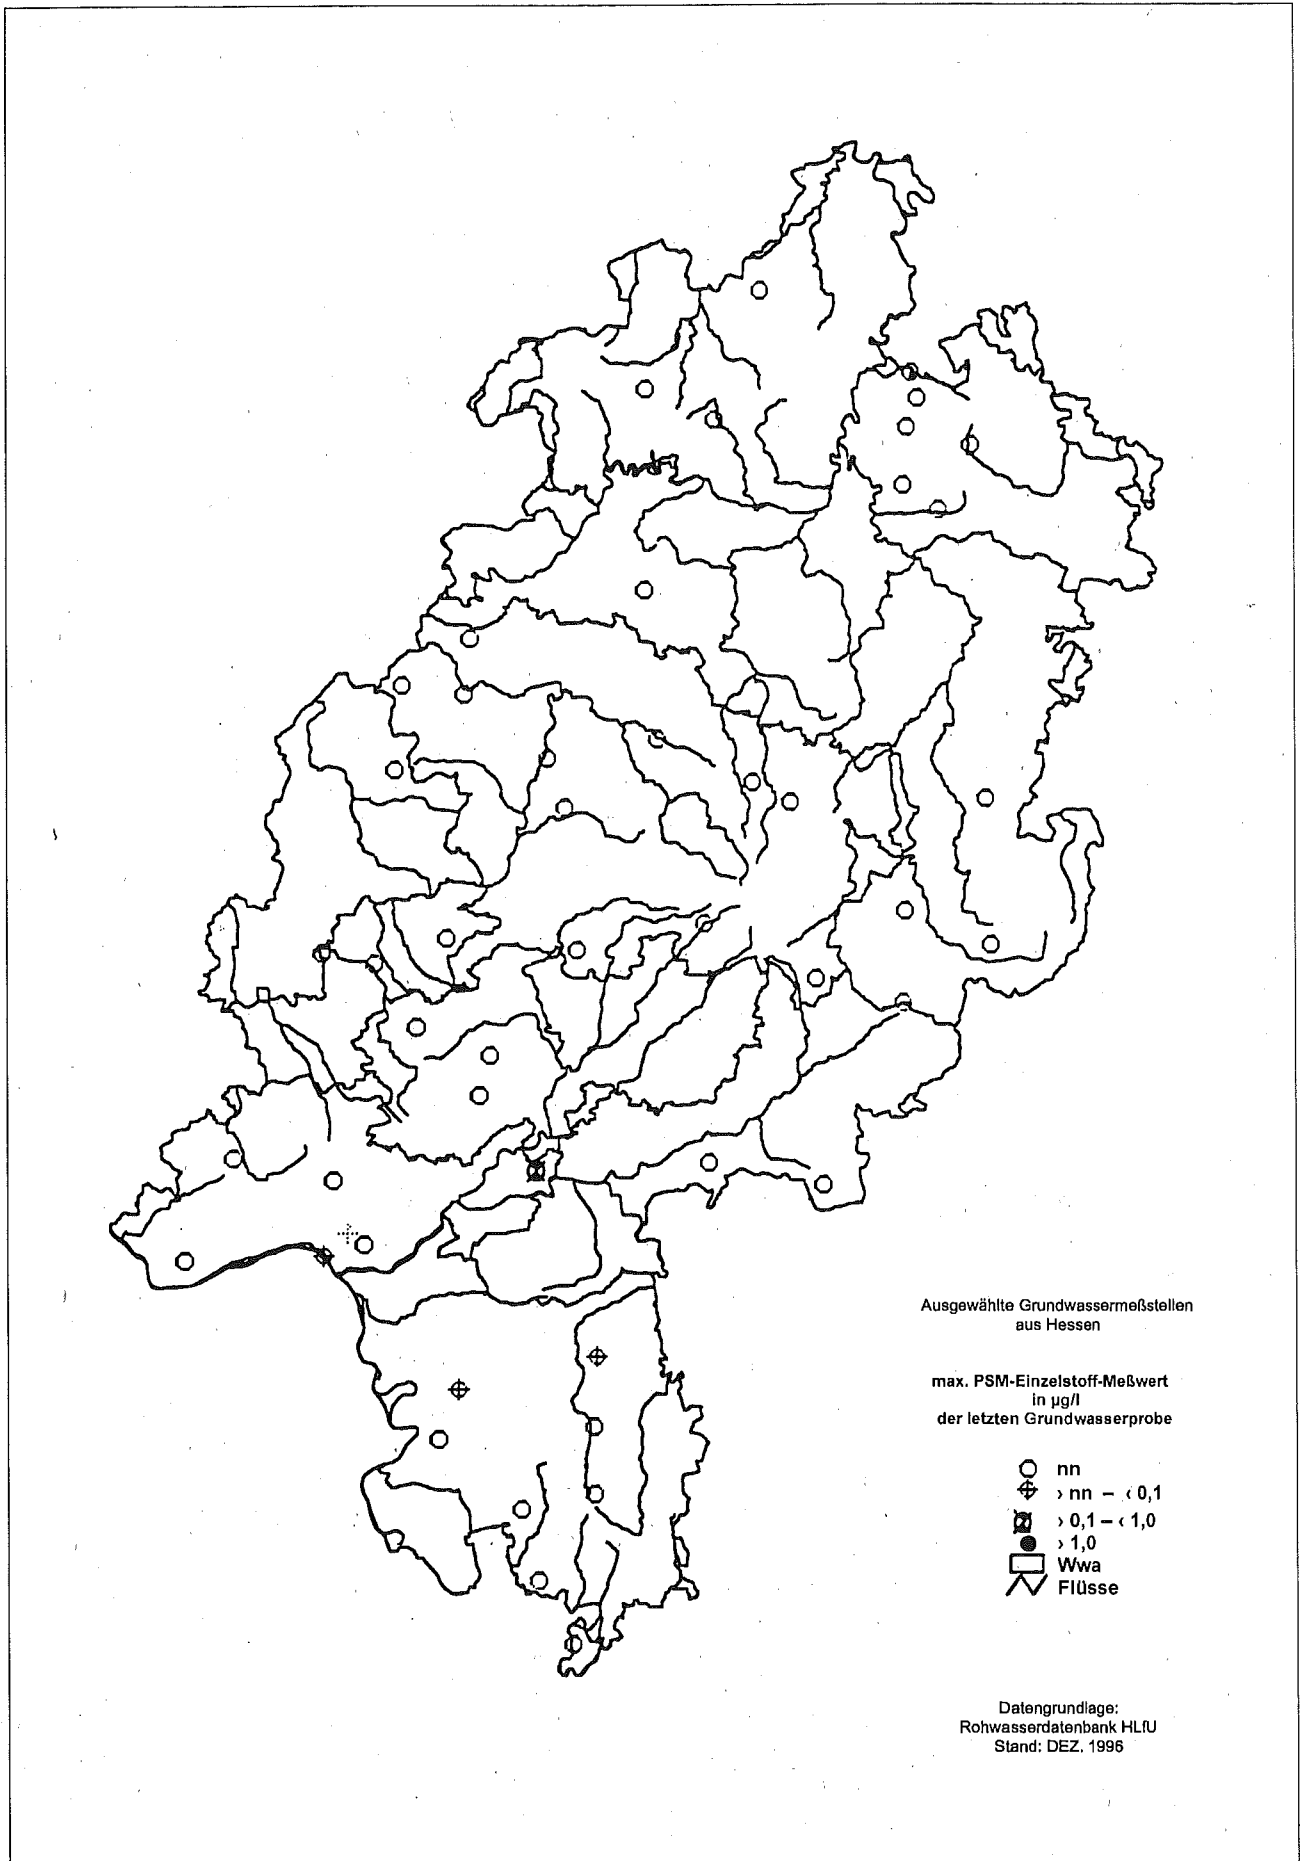 Ausgewählte Grundwassermeßstellen
aus Hessen
max. PSM-Einzelstoff-Meßwert
in µg/l
der letzten Grundwasserprobe
nn
› nn – ‹ 0,1
› 0,1 – ‹ 1,0
› 1,0
Wwa
Flüsse
Datengrundlage:
Rohwasserdatenbank HLfU
Stand: DEZ. 1996